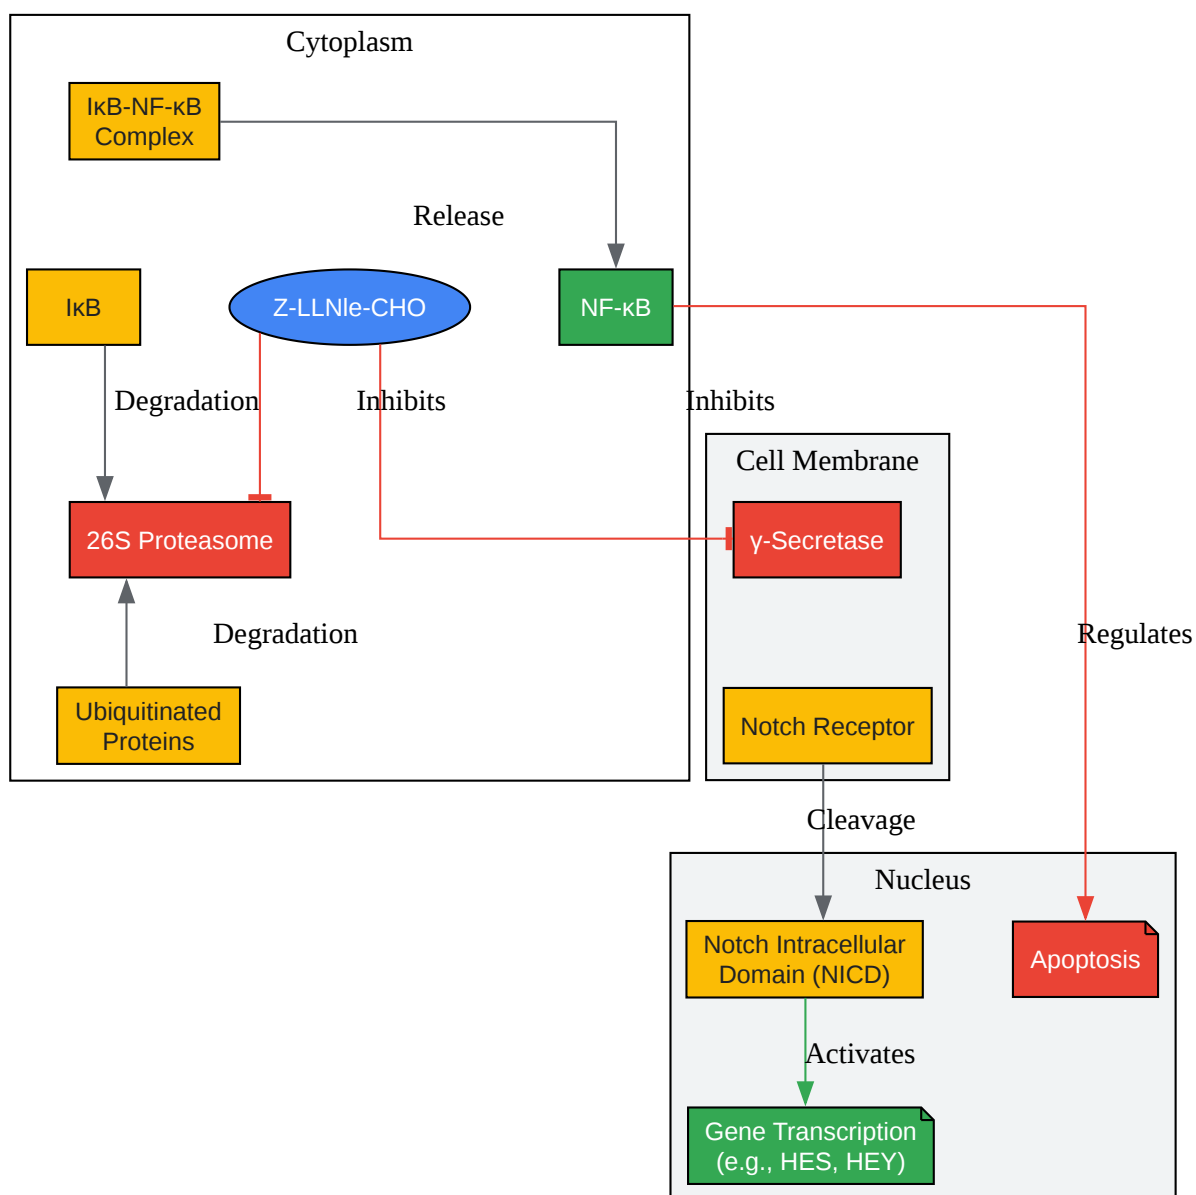 Cytoplasm
IκB-NF-κB
Complex
Release
IκB
Z-LLNle-CHO
NF-κB
Degradation
Inhibits
Inhibits
Cell Membrane
26S Proteasome
γ-Secretase
Degradation
Regulates
Ubiquitinated
Proteins
Notch Receptor
Cleavage
Nucleus
Notch Intracellular
Domain (NICD)
Apoptosis
Activates
Gene Transcription
(e.g., HES, HEY)